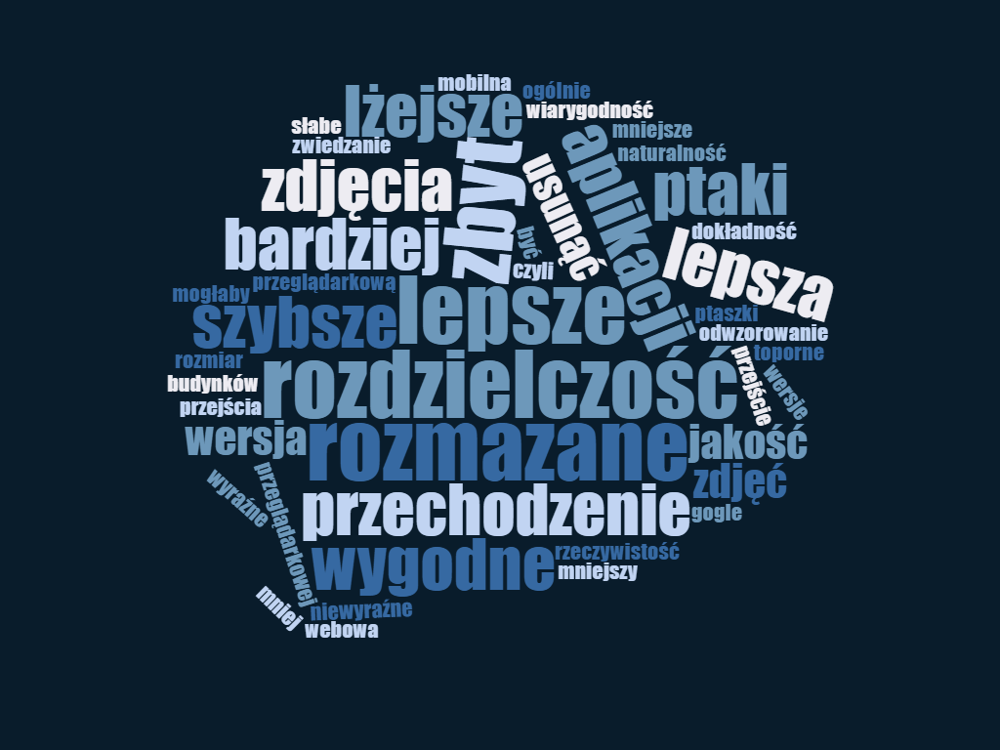 mobilna
lżejsze
ogólnie
wiarygodność
słabe
mniejsze
zwiedzanie
naturalność
zbyt
usunąć
aplikacji
zdjęcia
ptaki
bardziej
być
dokładność
lepsza
czyli
mogłaby
przeglądarkową
szybsze
lepsze
ptaszki
odwzorowanie
rozmiar
toporne
budynków
rozdzielczość
przejście
wersje
przejścia
wersja
rozmazane
jakość
wyraźne
przeglądarkowej
zdjęć
przechodzenie
gogle
wygodne
rzeczywistość
mniejszy
mniej
niewyraźne
webowa